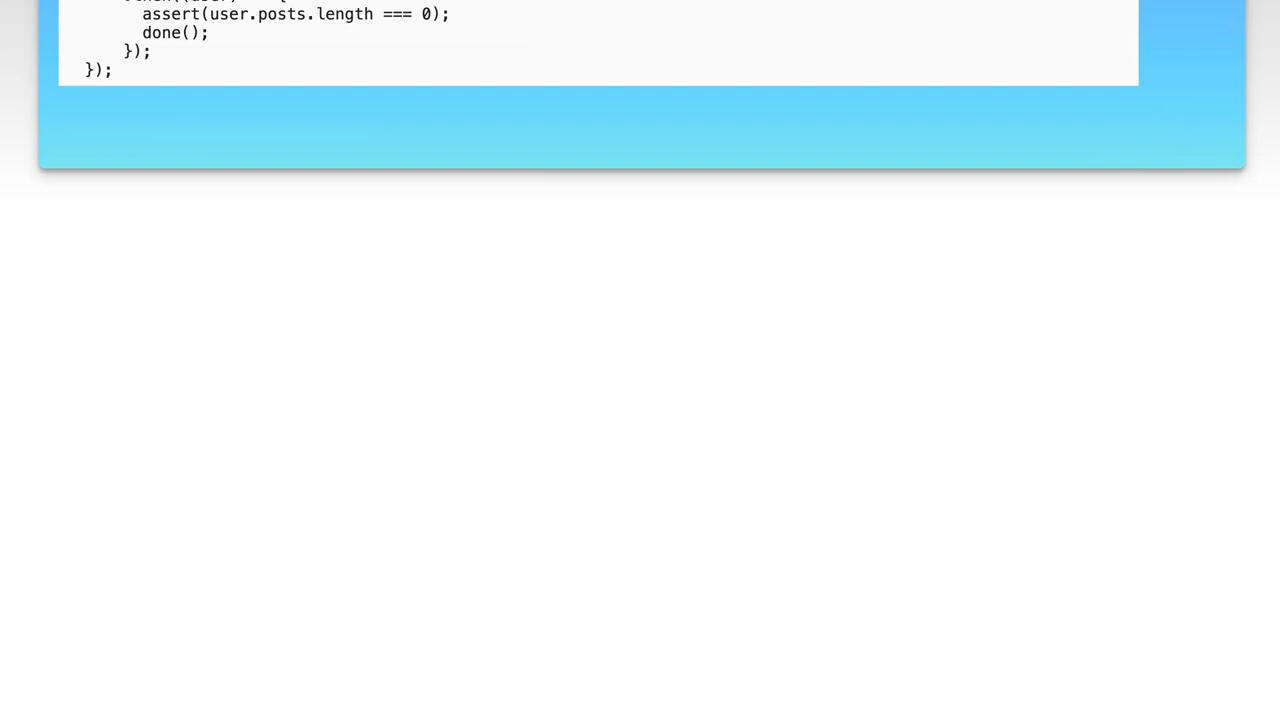 assert(user.posts.length === 0);
done();
});
});